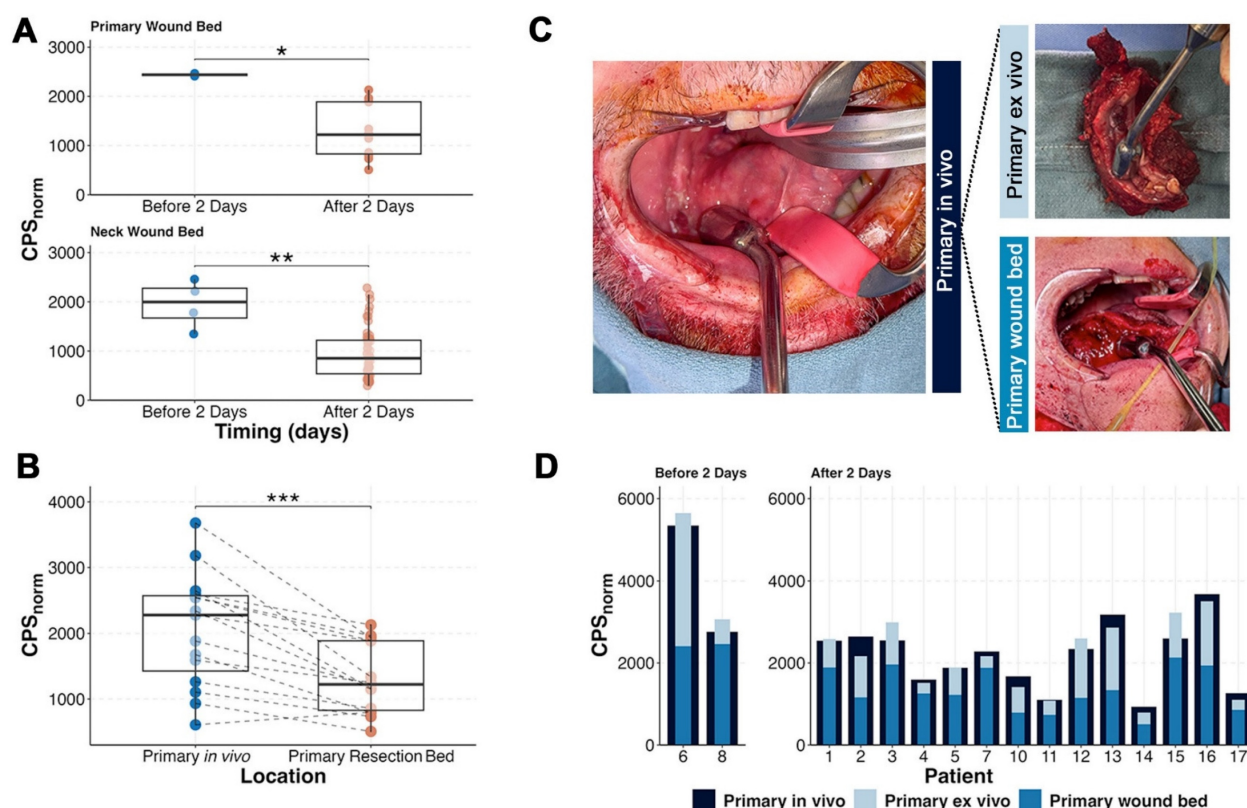 A
Primary Wound Bed
3000
2000
1000
0
*
Before 2 Days After 2 Days
Neck Wound Bed
3000
2000
1000
0
**
Before 2 Days After 2 Days
CPSnorm
Timing (days)
B
4000
3000
2000
1000
***
CPSnorm
Primary in vivo Primary Resection Bed
Location
C
Primary in vivo
Primary ex vivo
Primary wound bed
D
Before 2 Days After 2 Days
6000 6000
4000 4000
2000 2000
0 0
CPSnorm
6 8 1 2 3 4 5 7 10 11 12 13 14 15 16 17
Patient
Primary in vivo Primary ex vivo Primary wound bed